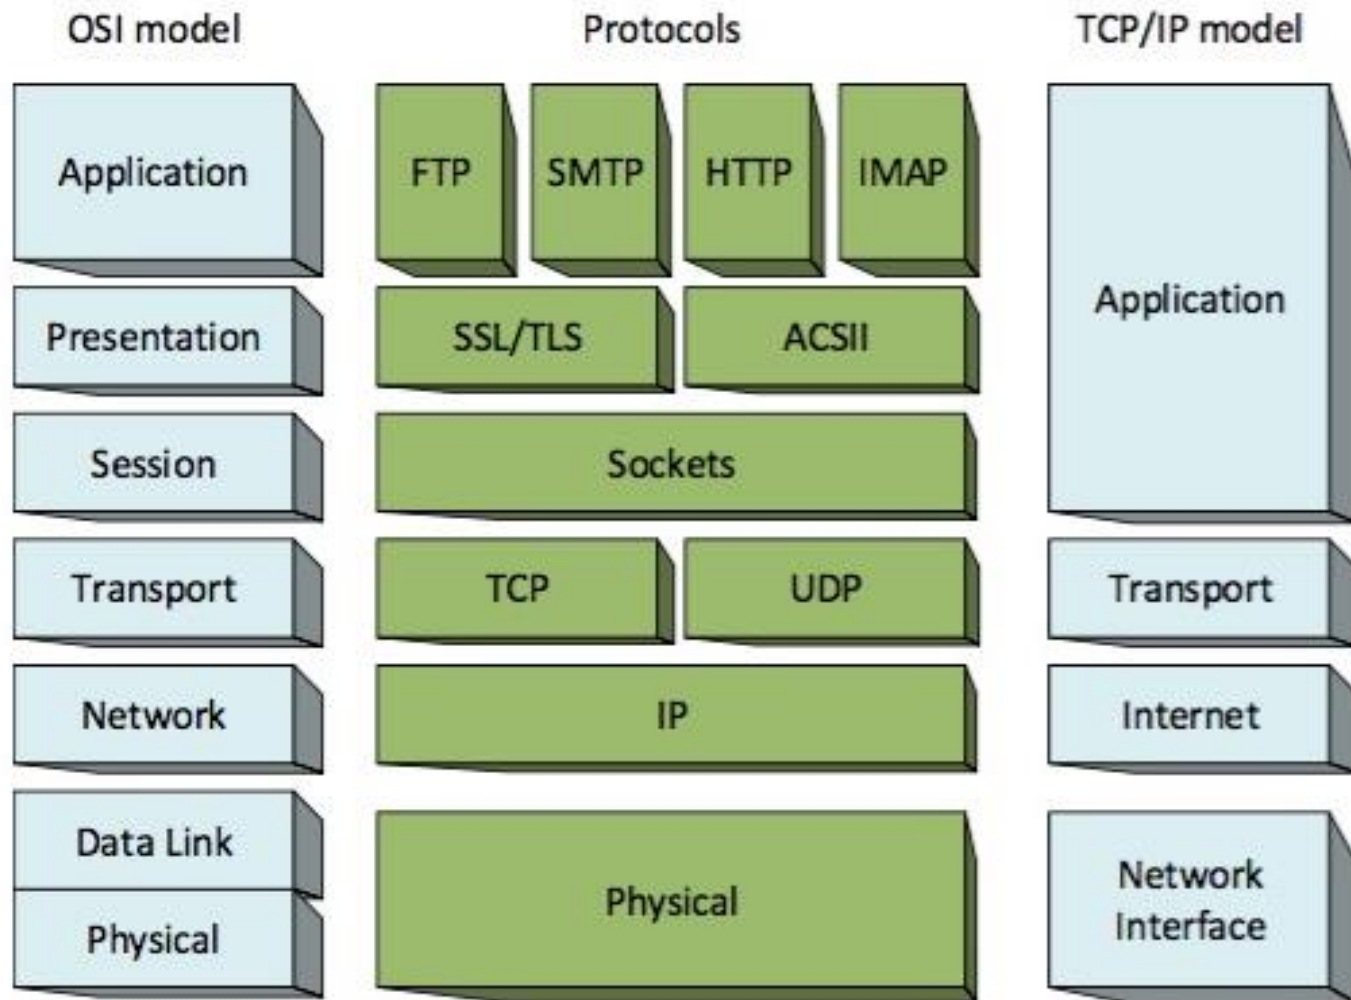 OSI model
Protocols
TCP/IP model
Application
FTP
SMTP
HTTP
IMAP
Application
Presentation
SSL/TLS
ACSII
Session
Sockets
Transport
TCP
UDP
Transport
Network
IP
Internet
Data Link
Physical
Physical
Network
Interface